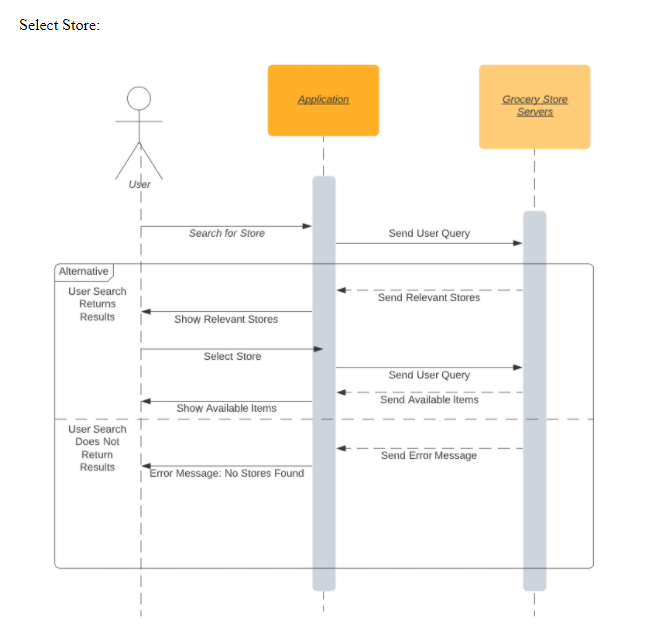 Select Store:
Application
Grocery Store
Servers
User
Search for Store
Send User Query
Alternative
User Search
Returns
Results
Send Relevant Stores
Show Relevant Stores
Select Store
Send User Query
Send Available Items
Show Available Items
User Search
Does Not
Return
Results
Send Error Message
Error Message: No Stores Found